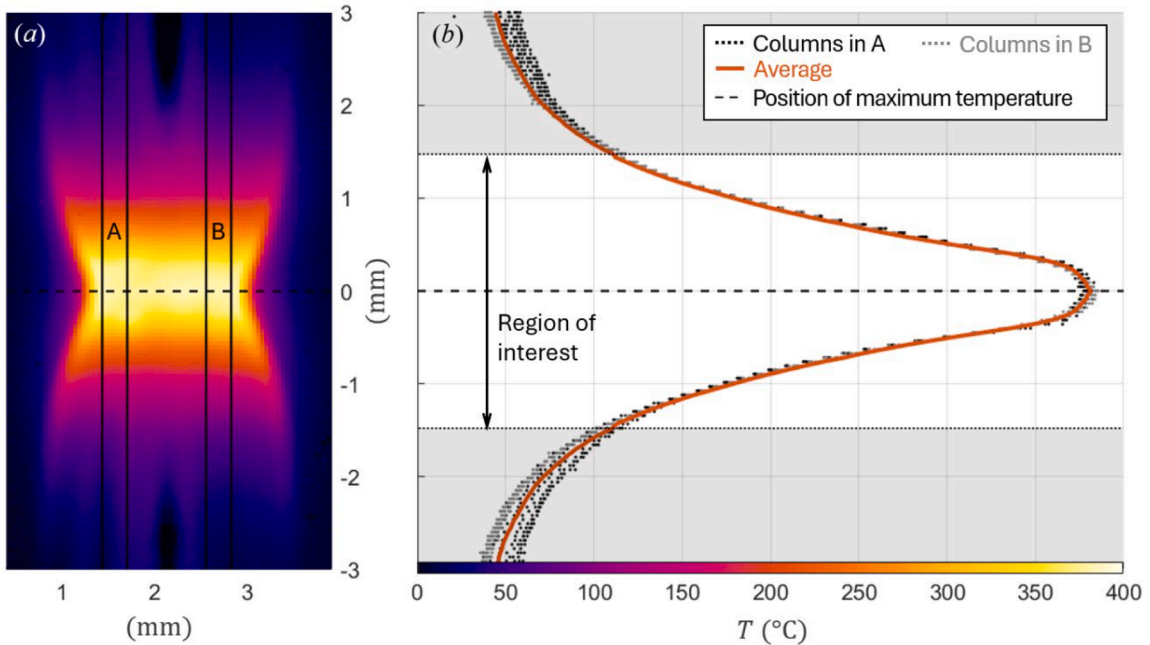 (a)
A
B
3
2
1
0
-1
-2
-3
(mm)
1
2
3
(mm)
(b)
Columns in A
Columns in B
Average
Position of maximum temperature
Region of
interest
0
50
100
150
200
250
300
350
400
T (°C)